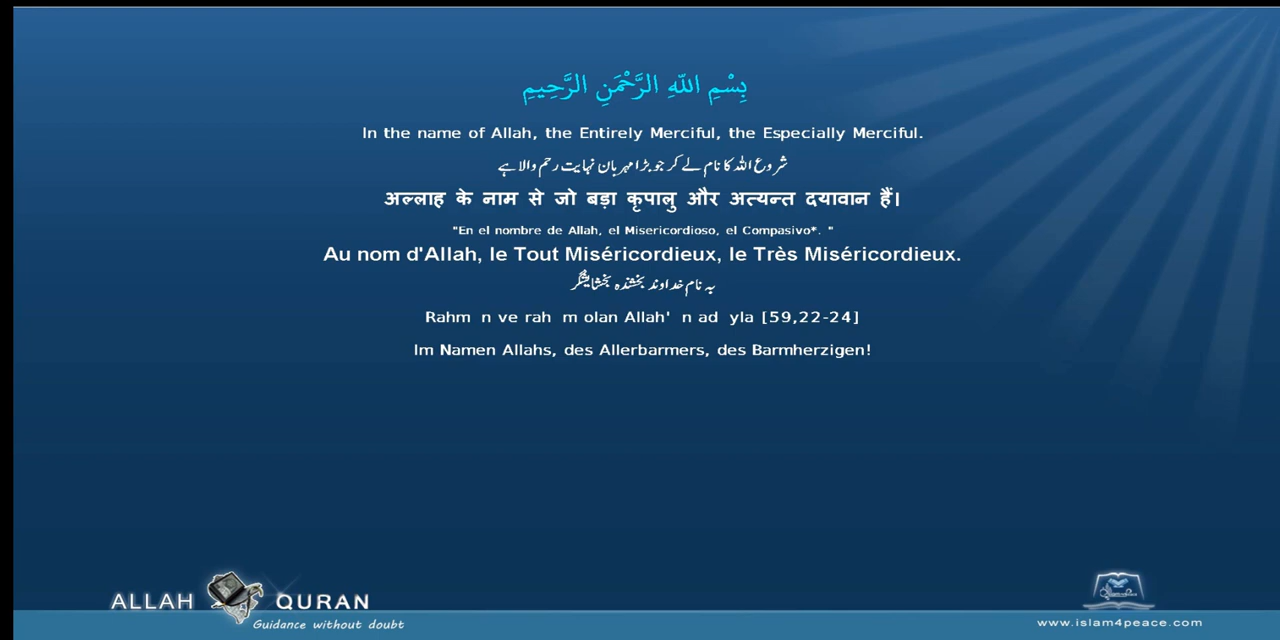 بِسْمِ اللَّهِ الرَّحْمَنِ الرَّحِيمِ
In the name of Allah, the Entirely Merciful, the Especially Merciful.
شروع اللہ کا نام لے کر جو بڑا مہربان نہایت رحم والا ہے
अल्लाह के नाम से जो बड़ा कृपालु और अत्यन्त दयावान हैं।
"En el nombre de Allah, el Misericordioso, el Compasivo*. "
Au nom d'Allah, le Tout Miséricordieux, le Très Miséricordieux.
به نام خداوند بخشنده بخشایشگر
Rahm n ve rah m olan Allah' n ad yla [59,22-24]
Im Namen Allahs, des Allerbarmers, des Barmherzigen!
ALLAH QURAN
Guidance without doubt
www.islam4peace.com